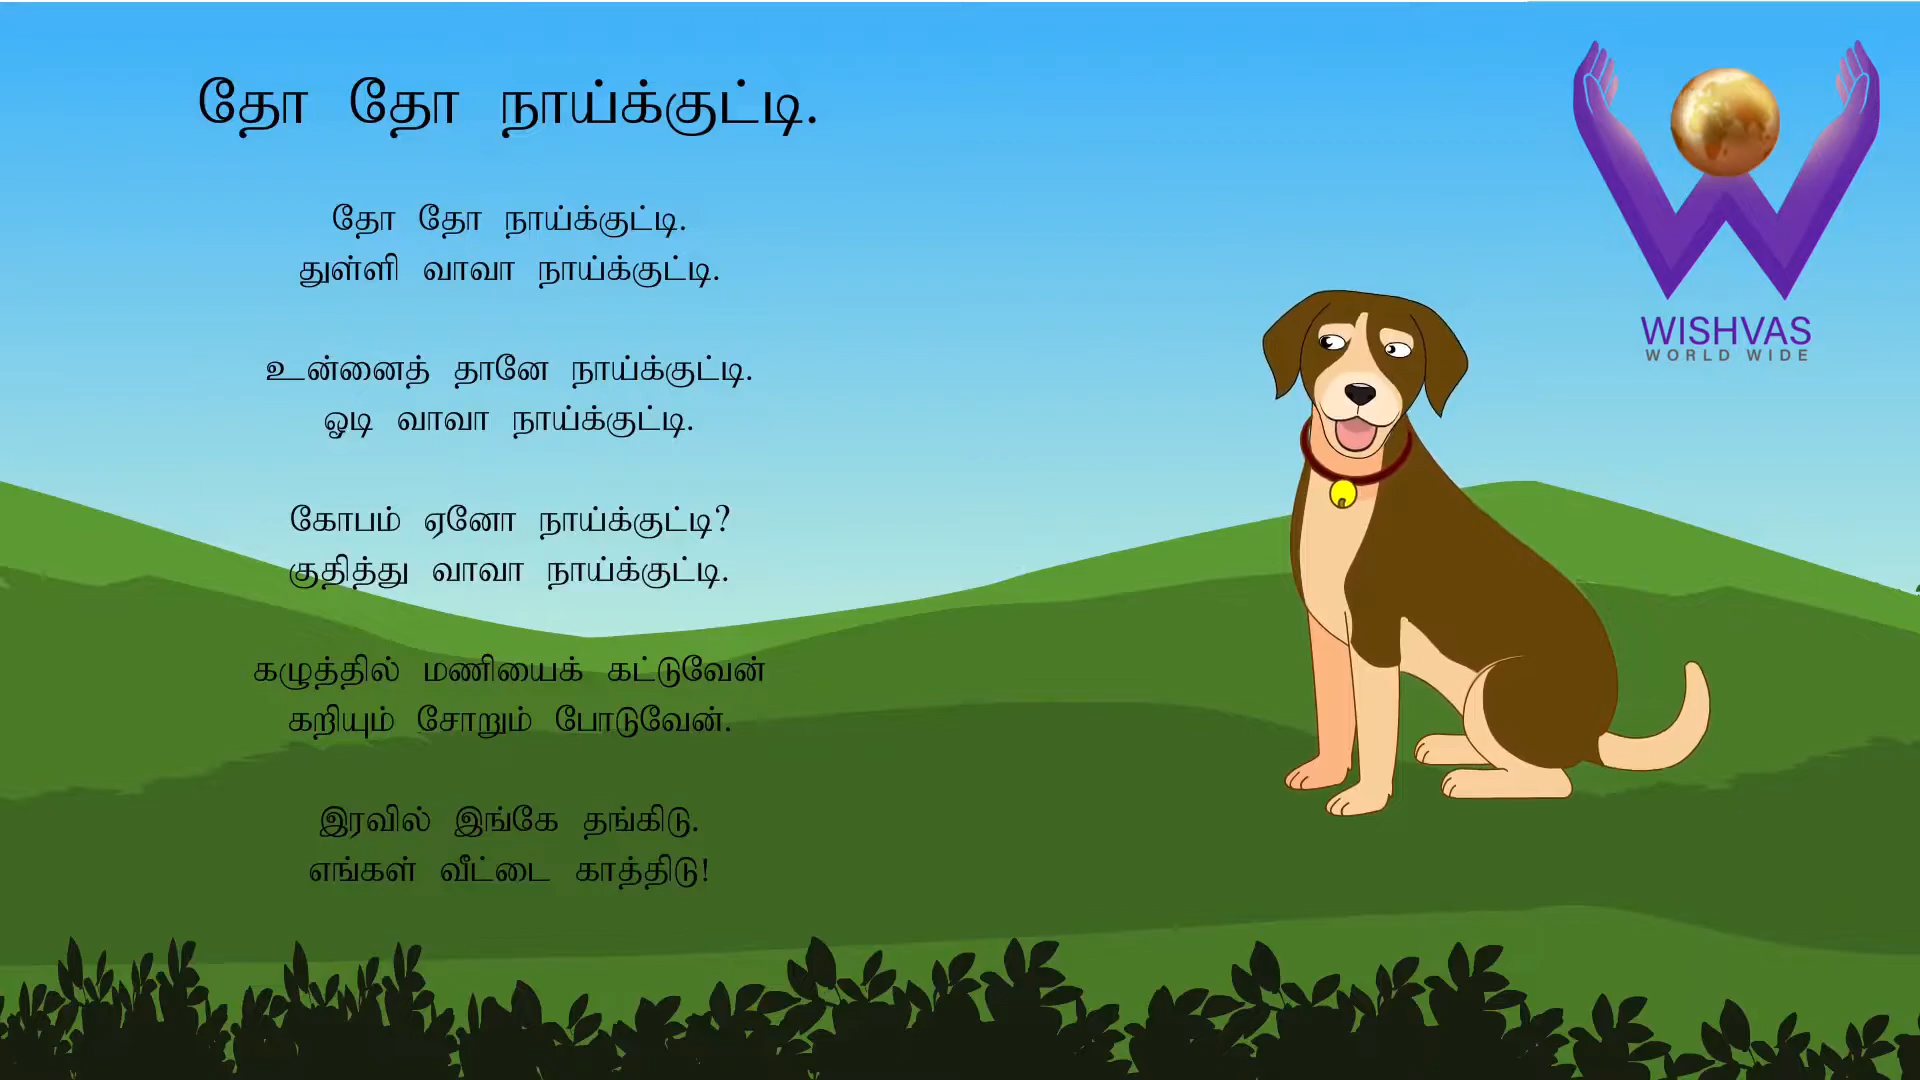 தோ தோ நாய்க்குட்டி.
தோ தோ நாய்க்குட்டி.
துள்ளி வாவா நாய்க்குட்டி.
உன்னைத் தானே நாய்க்குட்டி.
ஓடி வாவா நாய்க்குட்டி.
கோபம் ஏனோ நாய்க்குட்டி?
குதித்து வாவா நாய்க்குட்டி.
கழுத்தில் மணியைக் கட்டுவேன்
கறியும் சோறும் போடுவேன்.
இரவில் இங்கே தங்கிடு.
எங்கள் வீட்டை காத்திடு!
WISHVAS
WORLD WIDE